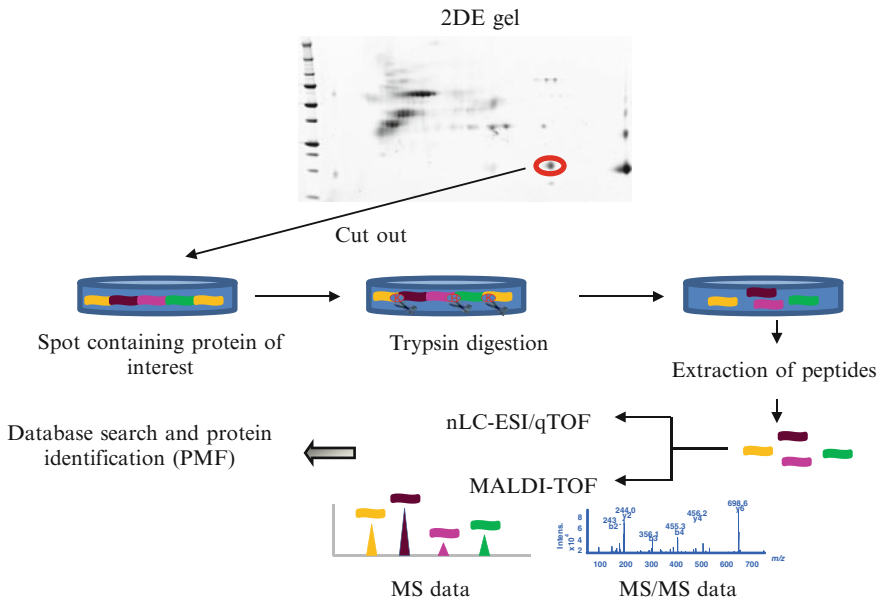 2DE gel
Cut out
Spot containing protein of
interest
Trypsin digestion
Extraction of peptides
nLC-ESI/qTOF
Database search and protein
identification (PMF)
MALDI-TOF
MS data
Intens.
x10⁴
8
6
4
2
243
b2
244.0
y2
356.1
b3
455.3
b4
456.2
y4
698.6
y6
100 200 300 400 500 600 700 m/z
MS/MS data